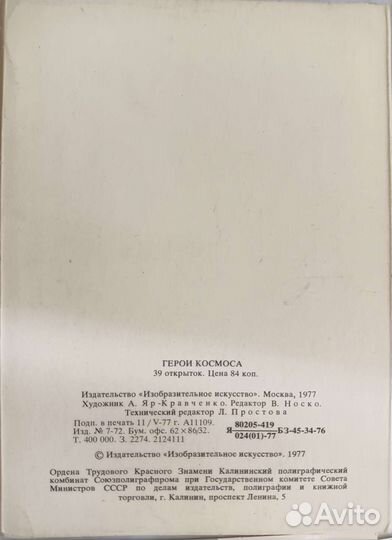 ГЕРОИ КОСМОСА
39 открыток. Цена 84 коп.
Издательство «Изобразительное искусство». Москва, 1977
Художник А. Яр-Кравченко. Редактор В. Носко.
Технический редактор Л. Простова
Подп. в печать 11/V-77 г. А11109.
Изд. № 7-72. Бум. офс. 62×86/32.
Т. 400 000. З. 2274. 2124111
Я 80205-419 БЗ-45-34-76
024(01)-77
© Издательство «Изобразительное искусство». 1977
Ордена Трудового Красного Знамени Калининский полиграфический
комбинат Союзполиграфпрома при Государственном комитете Совета
Министров СССР по делам издательств, полиграфии и книжной
торговли, г. Калинин, проспект Ленина, 5
Avito